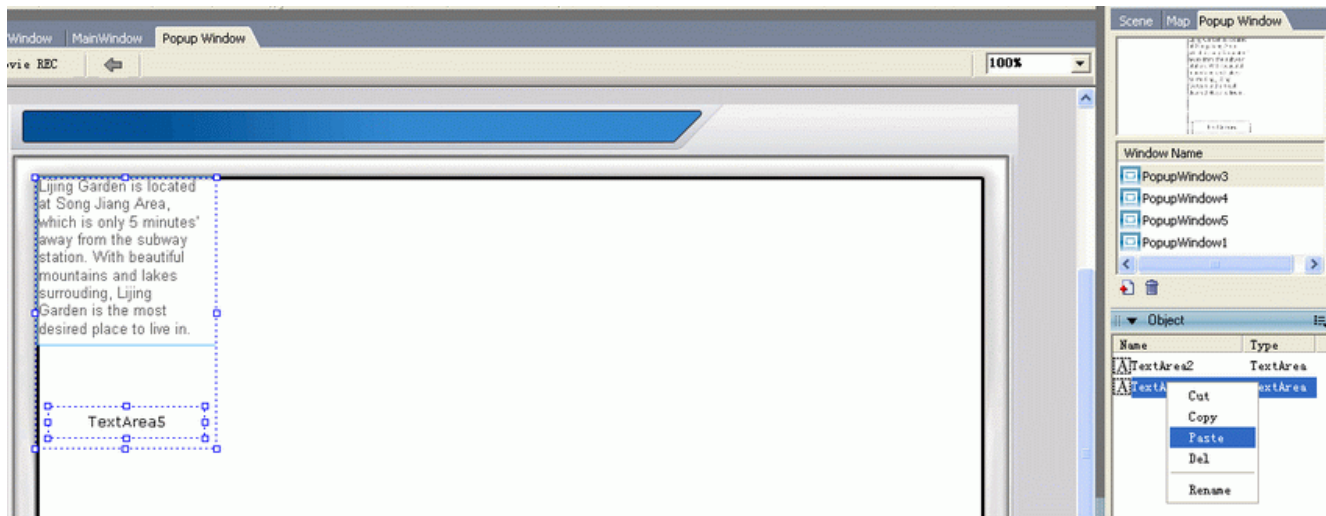 Window MainWindow Popup Window
vie REC
100%
Lijing Garden is located
at Song Jiang Area,
which is only 5 minutes'
away from the subway
station. With beautiful
mountains and lakes
surrouding, Lijing
Garden is the most
desired place to live in.
TextArea5
Scene Map Popup Window
Window Name
PopupWindow3
PopupWindow4
PopupWindow5
PopupWindow1
Object
Name Type
TextArea2 TextArea
TextA extArea
Cut
Copy
Paste
Del
Rename